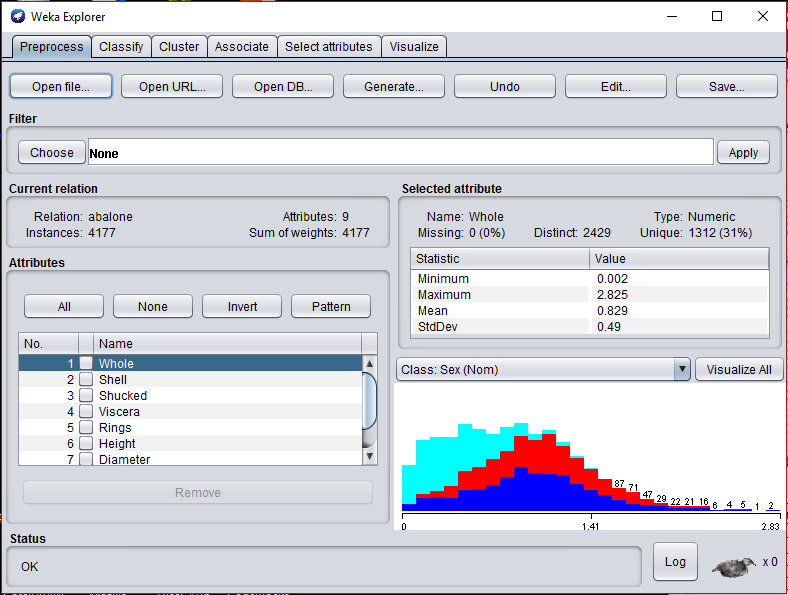 Weka Explorer
Preprocess Classify Cluster Associate Select attributes Visualize
Open file... Open URL... Open DB... Generate... Undo Edit... Save...
Filter
Choose None Apply
Current relation
Relation: abalone Attributes: 9
Instances: 4177 Sum of weights: 4177
Attributes
All None Invert Pattern
No. Name
1 Whole
2 Shell
3 Shucked
4 Viscera
5 Rings
6 Height
7 Diameter
Remove
Selected attribute
Name: Whole Type: Numeric
Missing: 0 (0%) Distinct: 2429 Unique: 1312 (31%)
Statistic Value
Minimum 0.002
Maximum 2.825
Mean 0.829
StdDev 0.49
Class: Sex (Nom) Visualize All
87 71 47 29 22 21 16 6 4 5 1 2
0 1.41 2.83
Status
OK Log x 0